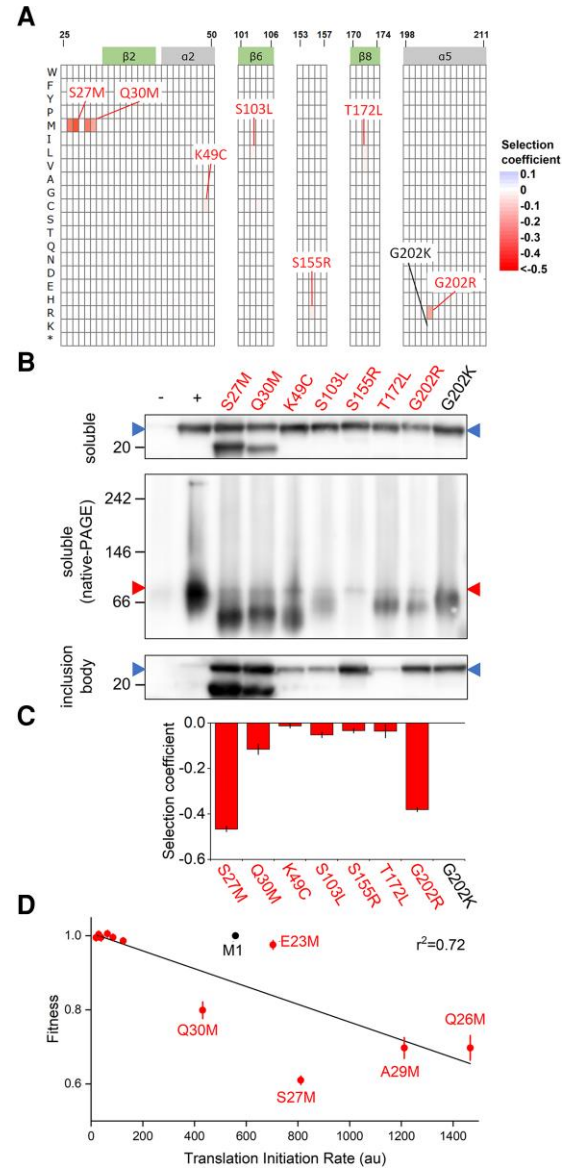 A
25 51 101 106 153 157 170 174 198 211
β2 α2 β6 β8 α5
W
F
Y
P
M
I
L
V
A
G
C
S
T
Q
N
D
E
H
R
K
*
S27M Q30M
K49C
S103L
S155R
T172L
G202K
G202R
Selection
coefficient
0.1
0
-0.1
-0.2
-0.3
-0.4
<-0.5
B
- + S27M Q30M K49C S103L S155R T172L G202R G202K
soluble
20
soluble
(native-PAGE)
242
146
66
inclusion
body
20
C
Selection coefficient
0.0
-0.2
-0.4
-0.6
S27M Q30M K49C S103L S155R T172L G202R G202K
D
Fitness
1.0
0.8
0.6
M1
E23M
r²=0.72
Q30M
S27M
A29M
Q26M
0 200 400 600 800 1000 1200 1400
Translation Initiation Rate (au)